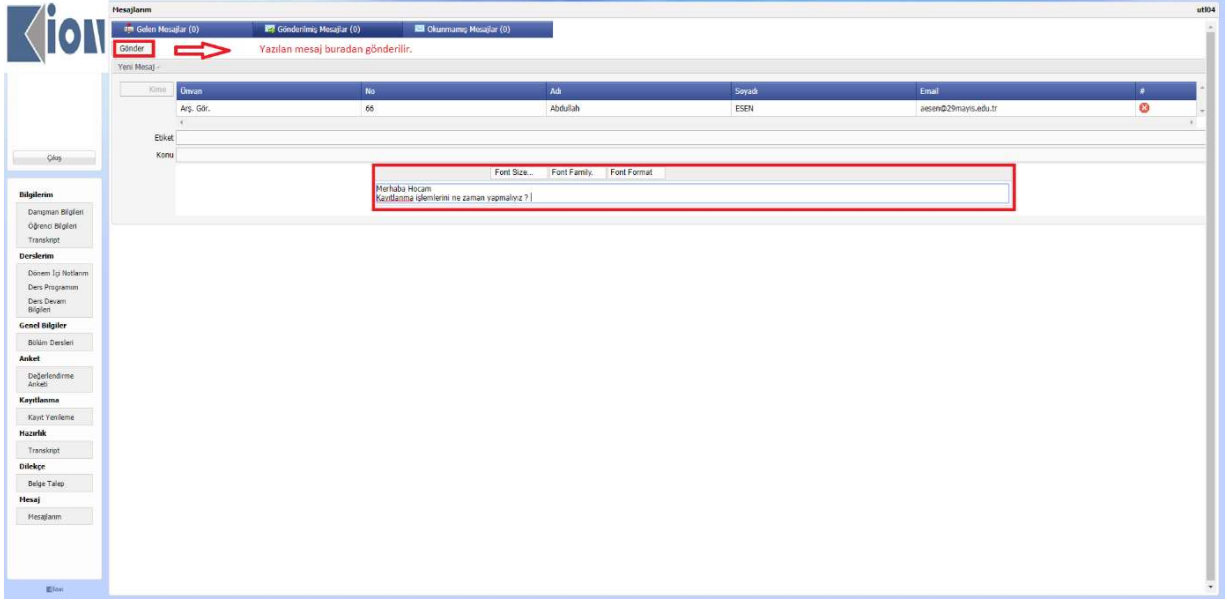 Kion
Mesajlarım
utl04
Gelen Mesajlar (0)
Gönderilmiş Mesajlar (0)
Okunmamış Mesajlar (0)
Gönder
Yazılan mesaj buradan gönderilir.
Yeni Mesaj
Kime
Ünvan No Adı Soyadı Email #
Arş. Gör. 66 Abdullah ESEN aesen@29mayis.edu.tr
Etiket
Konu
Font Size... Font Family. Font Format
Merhaba Hocam
Kayıtlanma işlemlerini ne zaman yapmalıyız ?
Çıkış
Bilgilerim
Danışman Bilgileri
Öğrenci Bilgileri
Transkript
Derslerim
Dönem İçi Notlarım
Ders Programım
Ders Devam
Bilgileri
Genel Bilgiler
Bölüm Dersleri
Anket
Değerlendirme
Anketi
Kayıtlanma
Kayıt Yenileme
Hazırlık
Transkript
Dilekçe
Belge Talep
Mesaj
Mesajlarım
Kion